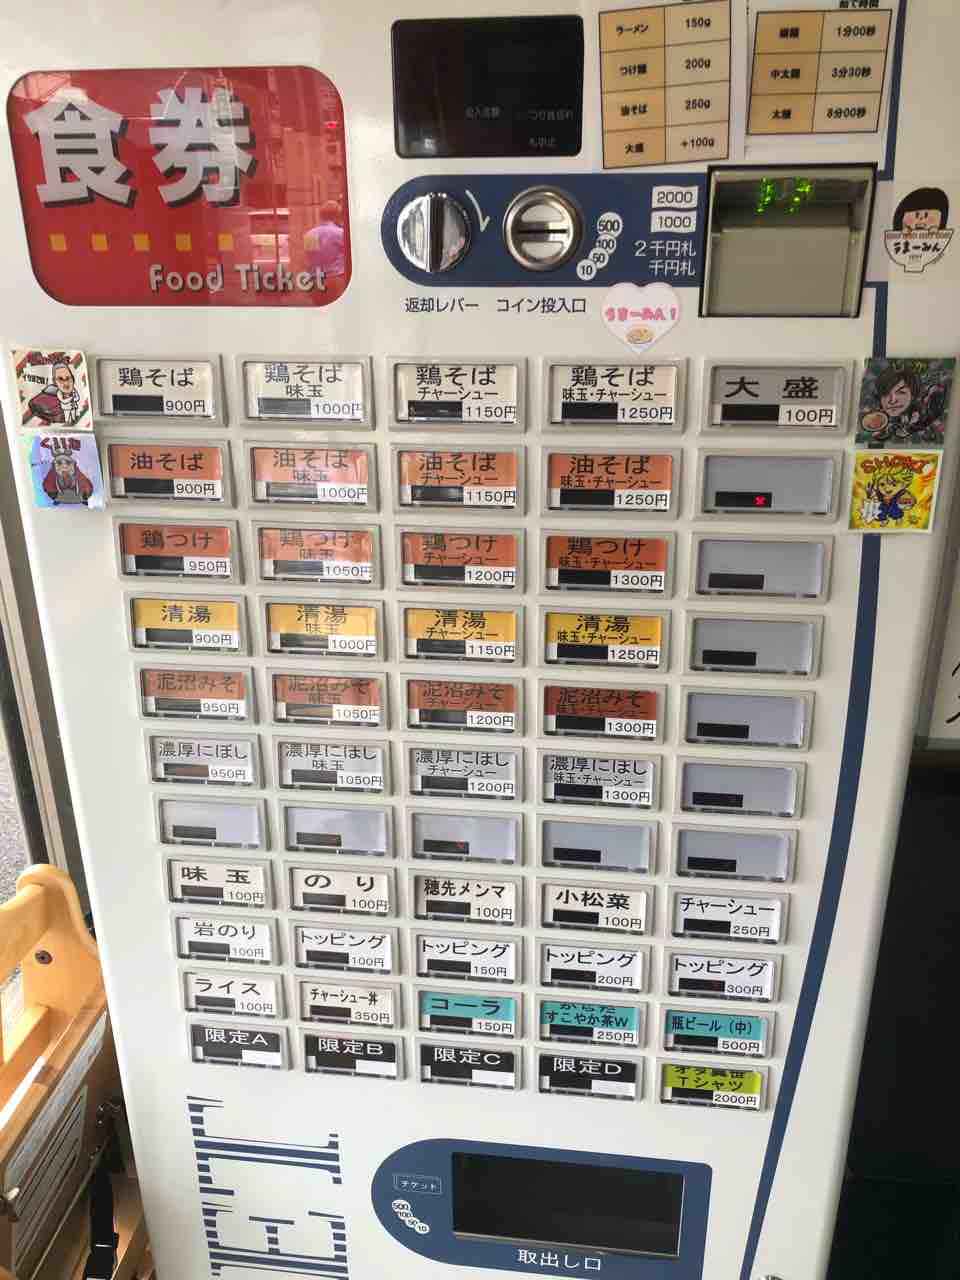 食券
Food Ticket
ラーメン 150g
つけ麺 200g
油そば 250g
大盛 +100g
細麺 1分00秒
中太麺 3分30秒
太麺 8分00秒
2000
1000
2千円札
千円札
500
100
50
10
返却レバー コイン投入口
うまーみん!
うまーみん
鶏そば 900円
鶏そば 味玉 1000円
鶏そば チャーシュー 1150円
鶏そば 味玉・チャーシュー 1250円
大盛 100円
油そば 900円
油そば 味玉 1000円
油そば チャーシュー 1150円
油そば 味玉・チャーシュー 1250円
鶏つけ 950円
鶏つけ 味玉 1050円
鶏つけ チャーシュー 1200円
鶏つけ 味玉・チャーシュー 1300円
清湯 900円
清湯 味玉 1000円
清湯 チャーシュー 1150円
清湯 味玉・チャーシュー 1250円
泥沼みそ 950円
泥沼みそ 味玉 1050円
泥沼みそ チャーシュー 1200円
泥沼みそ 味玉・チャーシュー 1300円
濃厚にぼし 950円
濃厚にぼし 味玉 1050円
濃厚にぼし チャーシュー 1200円
濃厚にぼし 味玉・チャーシュー 1300円
味玉 100円
のり 100円
穂先メンマ 100円
小松菜 100円
チャーシュー 250円
岩のり 100円
トッピング 100円
トッピング 150円
トッピング 200円
トッピング 300円
ライス 100円
チャーシュー丼 350円
コーラ 150円
からだすこやか茶W 250円
瓶ビール(中) 500円
限定A
限定B
限定C
限定D
Tシャツ 2000円
チケット
500
100
50
10
取出し口